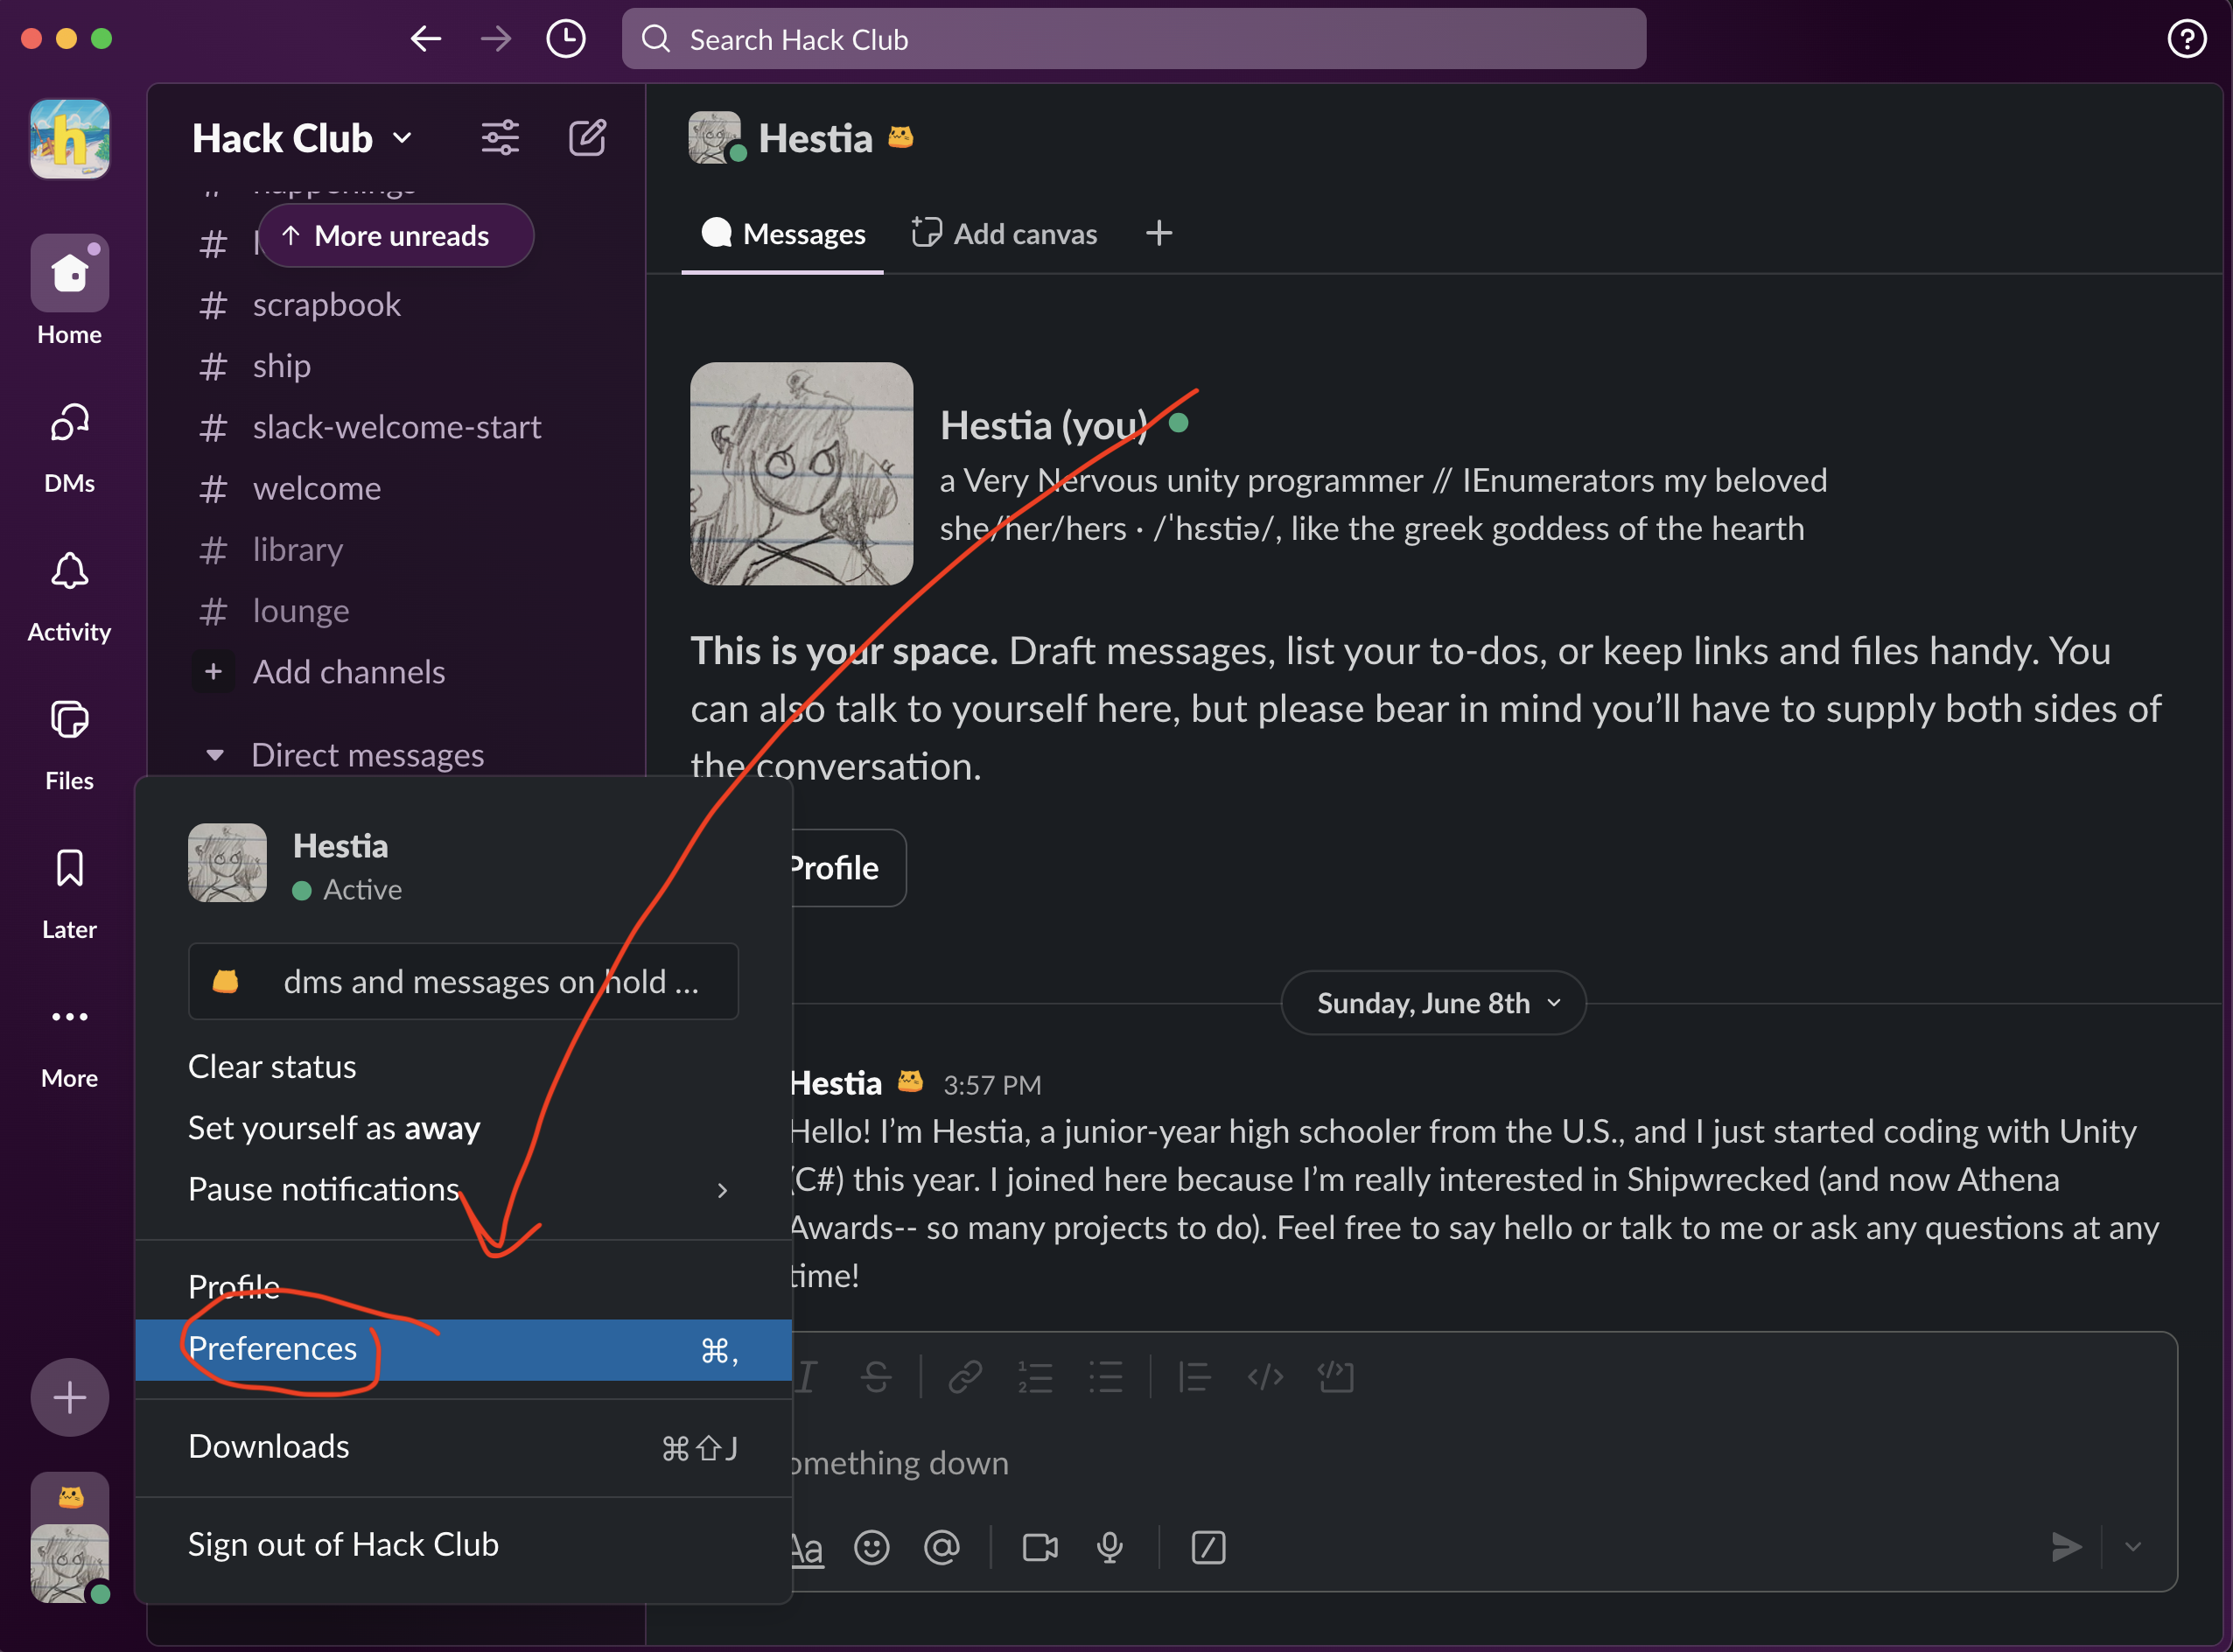 Search Hack Club
Hack Club
More unreads
scrapbook
ship
slack-welcome-start
welcome
library
lounge
Add channels
Direct messages
h
Home
DMs
Activity
Files
Later
More
Hestia
Messages
Add canvas
Hestia (you)
a Very Nervous unity programmer // IEnumerators my beloved
she/her/hers · /ˈhɛstiə/, like the greek goddess of the hearth
This is your space. Draft messages, list your to-dos, or keep links and files handy. You
can also talk to yourself here, but please bear in mind you’ll have to supply both sides of
the conversation.
Profile
Sunday, June 8th
Hestia 3:57 PM
Hello! I’m Hestia, a junior-year high schooler from the U.S., and I just started coding with Unity
(C#) this year. I joined here because I’m really interested in Shipwrecked (and now Athena
Awards-- so many projects to do). Feel free to say hello or talk to me or ask any questions at any
time!
down
Aa
Hestia
Active
dms and messages on hold ...
Clear status
Set yourself as away
Pause notifications
Profile
Preferences ⌘,
Downloads ⌘⇧J
Sign out of Hack Club